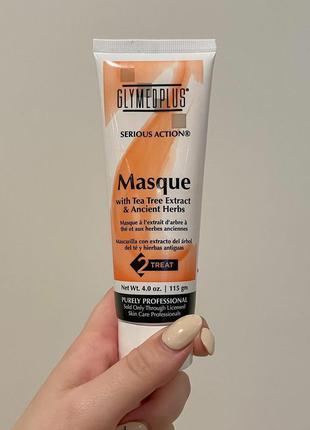 GLYMEDPLUS®
SERIOUS ACTION®
Masque
with Tea Tree Extract
& Ancient Herbs
Masque à l'extrait d'arbre à
thé et aux herbes anciennes
Mascarilla con extracto del árbol
del té y hierbas antiguas
2 TREAT
Net Wt. 4.0 oz. | 115 gm
PURELY PROFESSIONAL
Sold Only Through Licensed
Skin Care Professionals